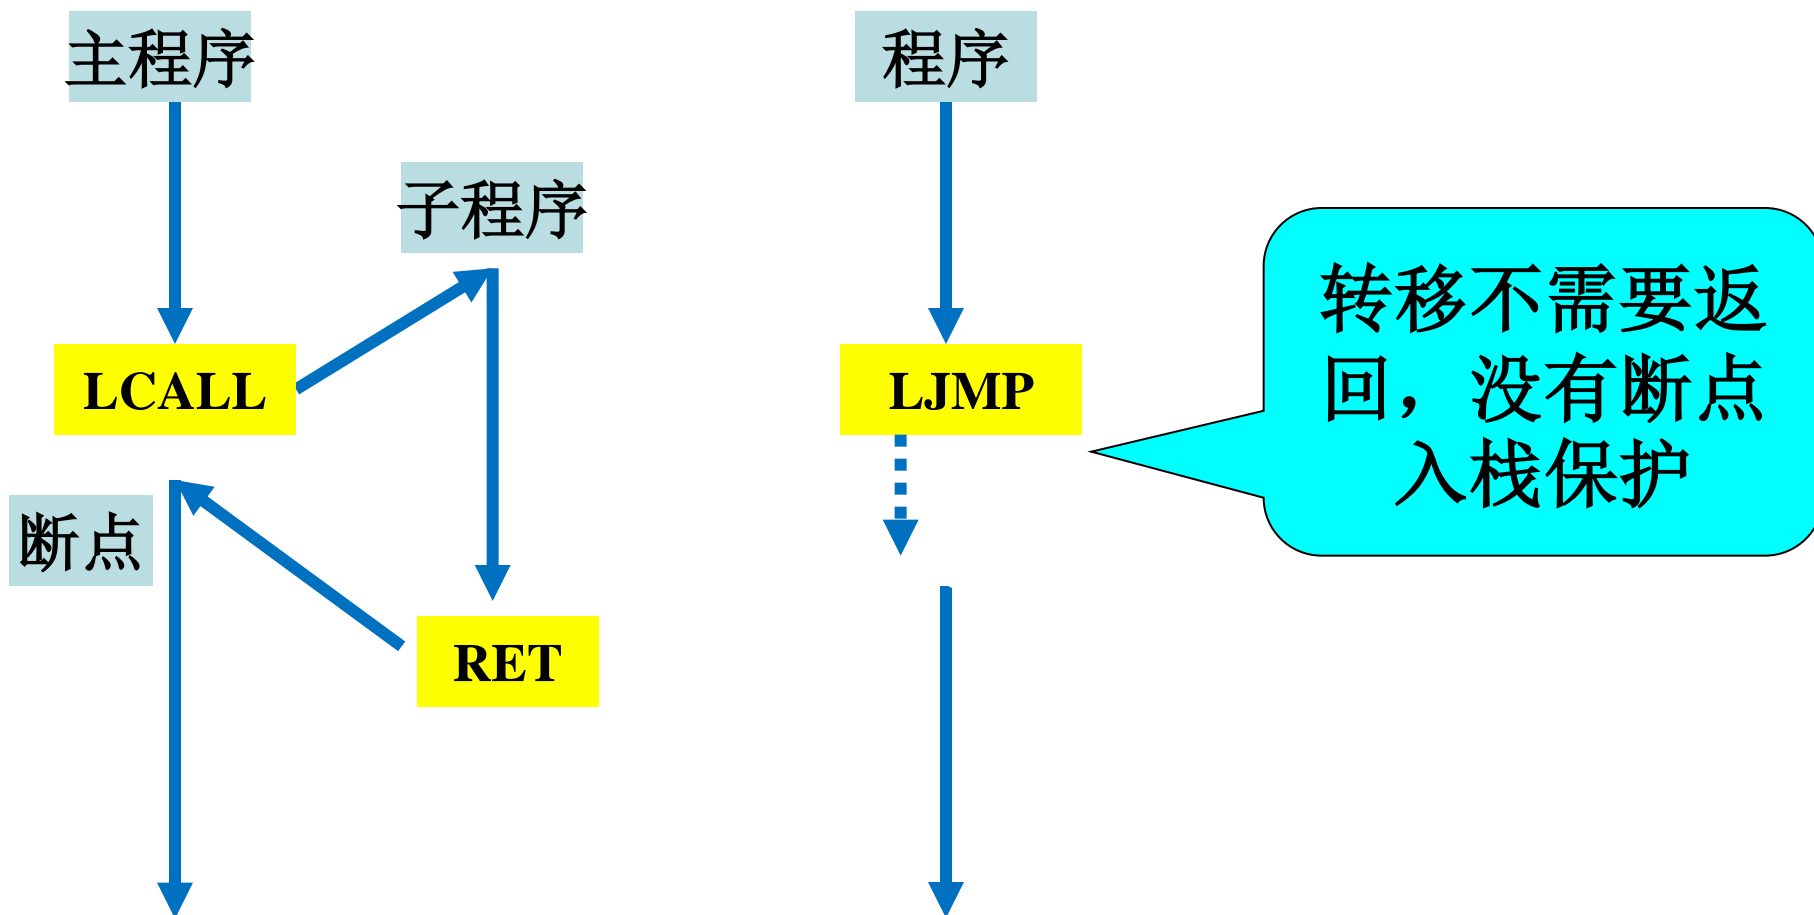 主程序
程序
子程序
LCALL
LJMP
转移不需要返
回，没有断点
入栈保护
断点
RET